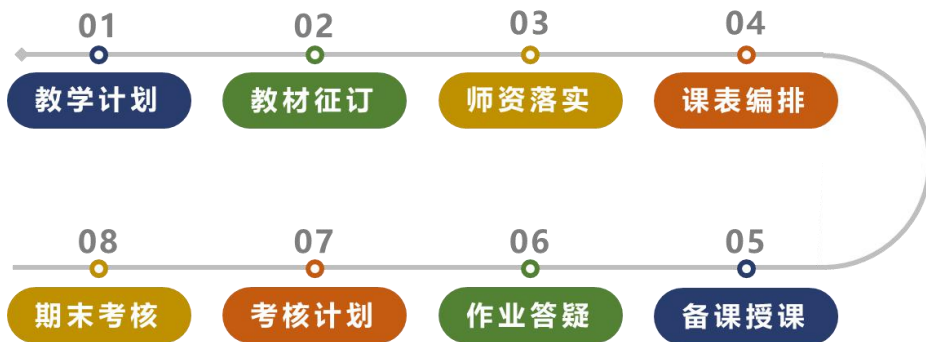 01 02 03 04
教学计划 教材征订 师资落实 课表编排
08 07 06 05
期末考核 考核计划 作业答疑 备课授课